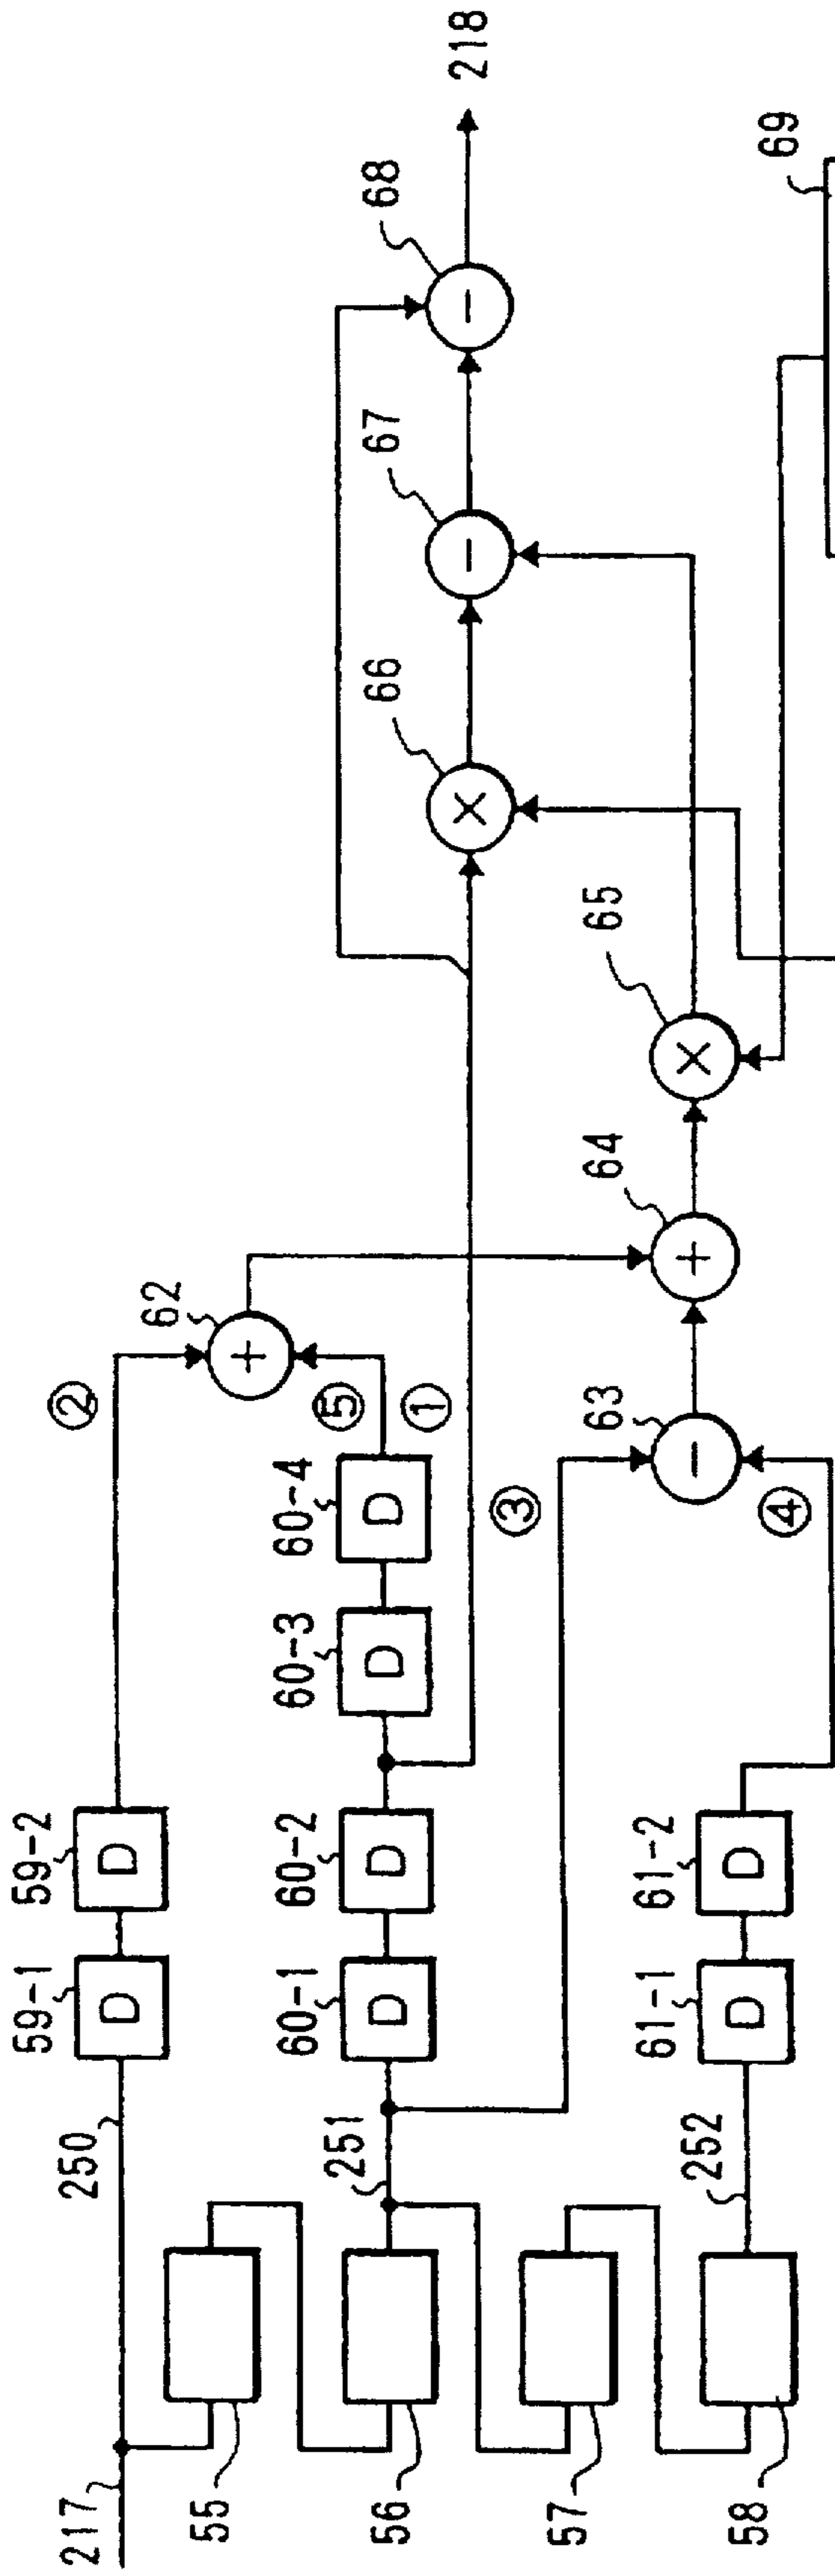 59-1 59-2
217 250 D D ②
62
+
55
60-1 60-2 60-3 60-4 ⑤
251 D D D D
56 ① 66 67 68
× − − 218
③
57 63 64 65
61-1 61-2 − + ×
252 D D
58 ④ 69